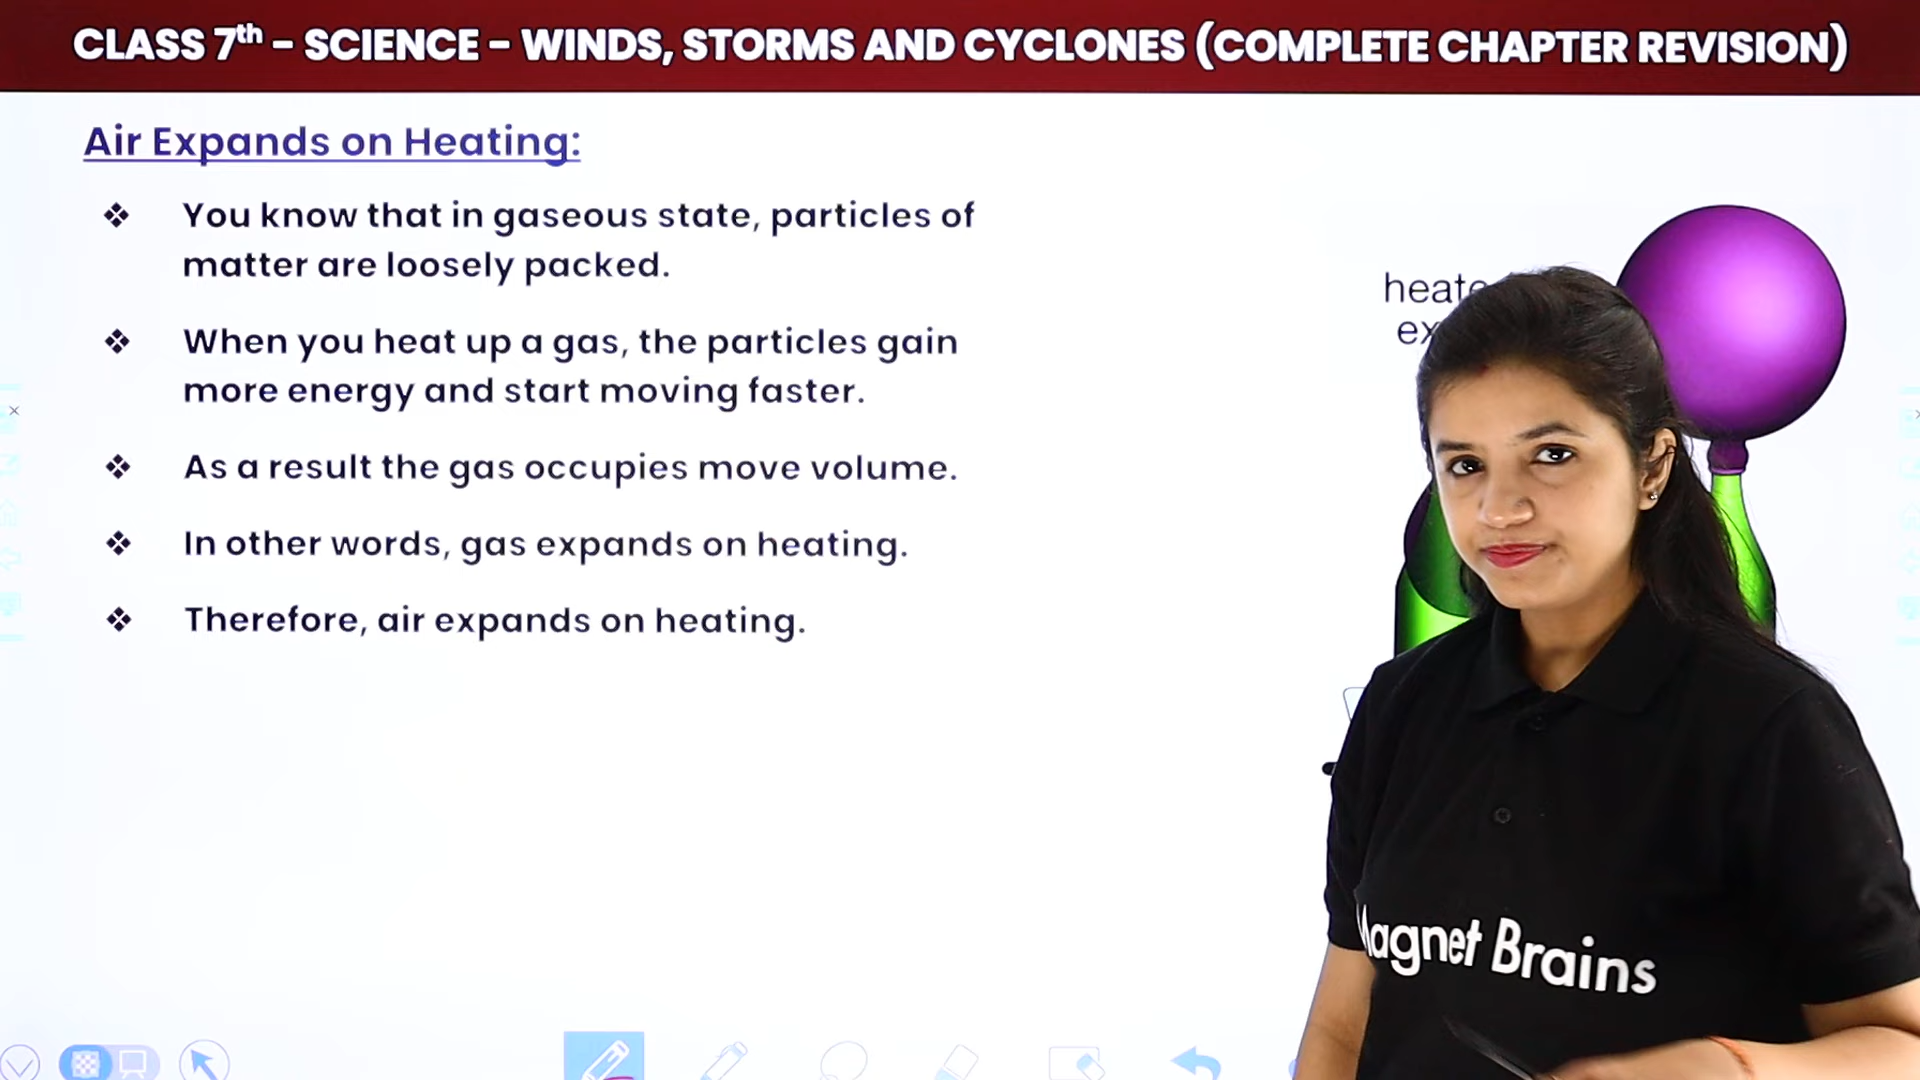 CLASS 7th - SCIENCE - WINDS, STORMS AND CYCLONES (COMPLETE CHAPTER REVISION)
Air Expands on Heating:
You know that in gaseous state, particles of
matter are loosely packed.
When you heat up a gas, the particles gain
more energy and start moving faster.
As a result the gas occupies move volume.
In other words, gas expands on heating.
Therefore, air expands on heating.
Brains